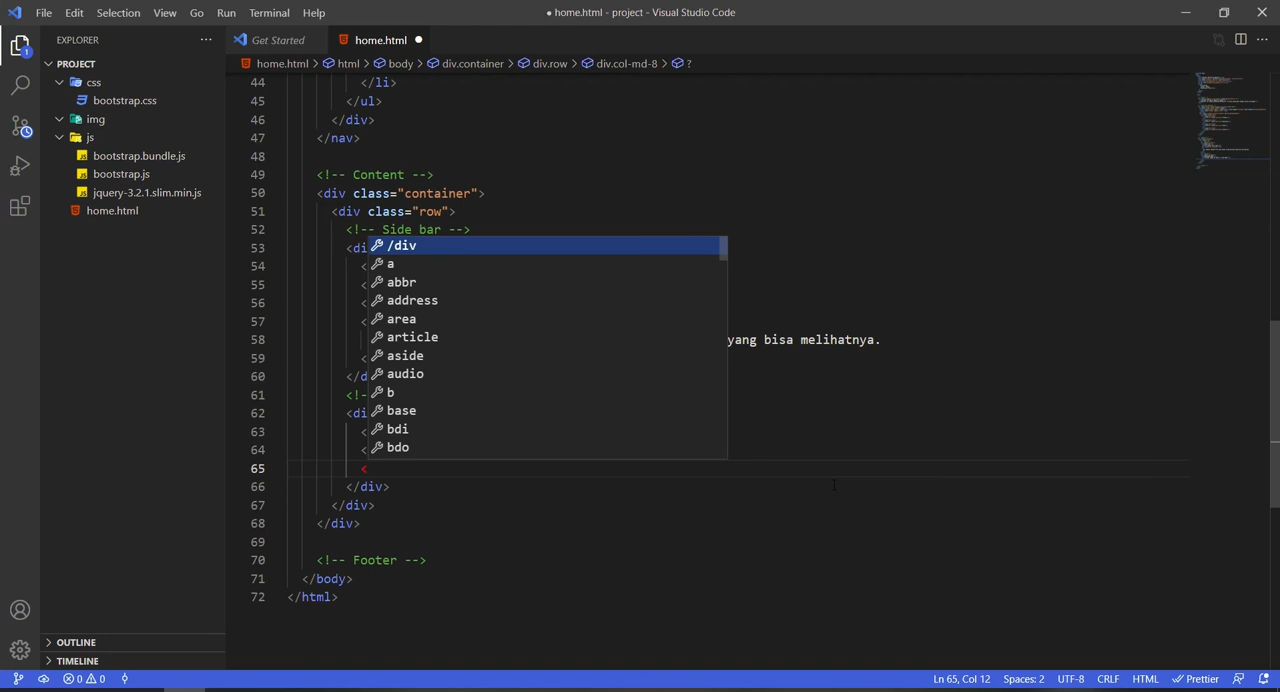 File Edit Selection View Go Run Terminal Help ● home.html - project - Visual Studio Code
EXPLORER ···
Get Started home.html ●
PROJECT
home.html > html > body > div.container > div.row > div.col-md-8 > ?
css
bootstrap.css
img
js
bootstrap.bundle.js
bootstrap.js
jquery-3.2.1.slim.min.js
home.html
44 </li>
45 </ul>
46 </div>
47 </nav>
48
49 <!-- Content -->
50 <div class="container">
51 <div class="row">
52 <!-- Side bar -->
53 <di
/div
54 <
a
55 <
abbr
56 <
address
57 <
area
58 yang bisa melihatnya.
article
59 <
aside
60 </d
audio
61 <!-
b
62 <di
base
63 <
bdi
64 <
bdo
65 <
66 </div>
67 </div>
68 </div>
69
70 <!-- Footer -->
71 </body>
72 </html>
OUTLINE
TIMELINE
1
0 0 Ln 65, Col 12 Spaces: 2 UTF-8 CRLF HTML Prettier